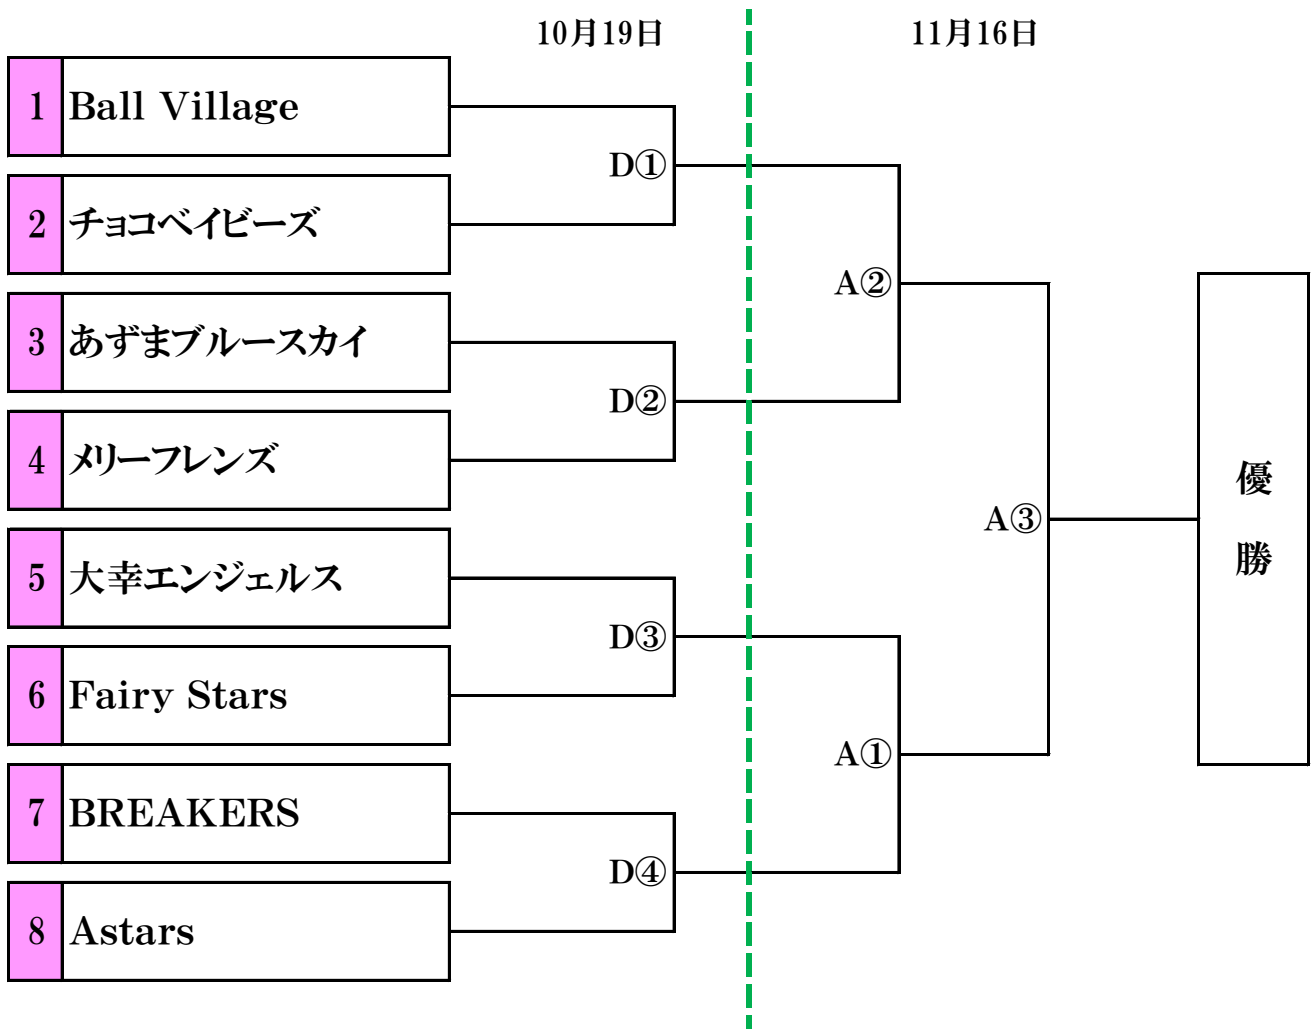 10月19日
11月16日
1 Ball Village
D①
2 チョコベイビーズ
A②
3 あずまブルースカイ
D②
4 メリーフレンズ
A③
優
勝
5 大幸エンジェルス
D③
6 Fairy Stars
A①
7 BREAKERS
D④
8 Astars